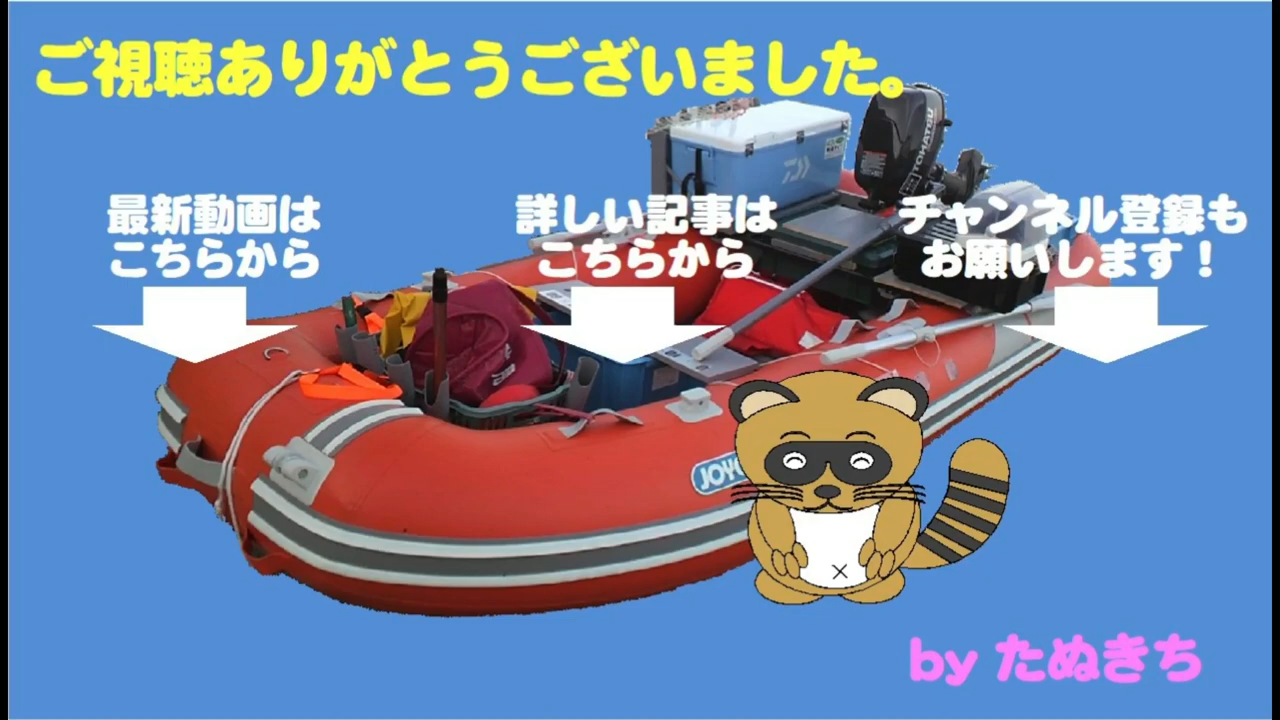 ご視聴ありがとうございました。
最新動画は
こちらから
詳しい記事は
こちらから
チャンネル登録も
お願いします！
TOHATSU
by たぬきち